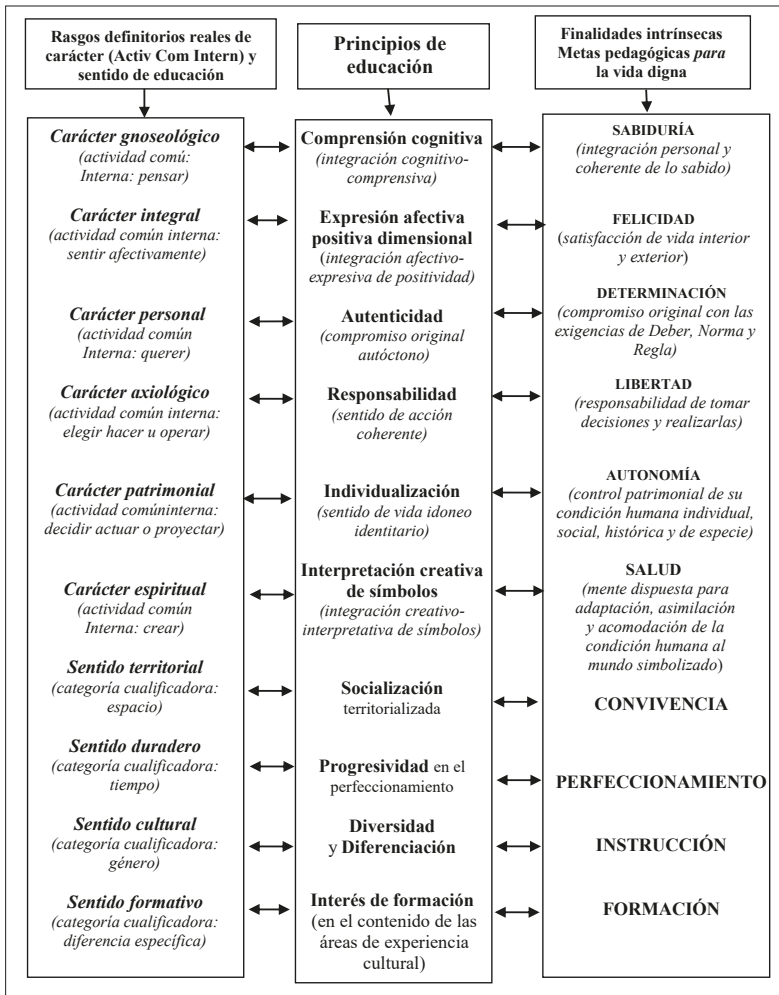 Rasgos definitorios reales de
carácter (Activ Com Intern) y
sentido de educación
Principios de
educación
Finalidades intrínsecas
Metas pedagógicas para
la vida digna
Carácter gnoseológico
(actividad comú:
Interna: pensar)
Comprensión cognitiva
(integración cognitivo-
comprensiva)
SABIDURÍA
(integración personal y
coherente de lo sabido)
Carácter integral
(actividad común interna:
sentir afectivamente)
Expresión afectiva
positiva dimensional
(integración afectivo-
expresiva de positividad)
FELICIDAD
(satisfacción de vida interior
y exterior)
Carácter personal
(actividad común
Interna: querer)
Autenticidad
(compromiso original
autóctono)
DETERMINACIÓN
(compromiso original con las
exigencias de Deber, Norma y
Regla)
Carácter axiológico
(actividad común interna:
elegir hacer u operar)
Responsabilidad
(sentido de acción
coherente)
LIBERTAD
(responsabilidad de tomar
decisiones y realizarlas)
Carácter patrimonial
(actividad comúninterna:
decidir actuar o proyectar)
Individualización
(sentido de vida idoneo
identitario)
AUTONOMÍA
(control patrimonial de su
condición humana individual,
social, histórica y de especie)
Carácter espiritual
(actividad común
Interna: crear)
Interpretación creativa
de símbolos
(integración creativo-
interpretativa de símbolos)
SALUD
(mente dispuesta para
adaptación, asimilación
y acomodación de la
condición humana al
mundo simbolizado)
Sentido territorial
(categoría cualificadora:
espacio)
Socialización
territorializada
CONVIVENCIA
Sentido duradero
(categoría cualificadora:
tiempo)
Progresividad en el
perfeccionamiento
PERFECCIONAMIENTO
Sentido cultural
(categoría cualificadora:
género)
Diversidad
y Diferenciación
INSTRUCCIÓN
Sentido formativo
(categoría cualificadora:
diferencia específica)
Interés de formación
(en el contenido de las
áreas de experiencia
cultural)
FORMACIÓN